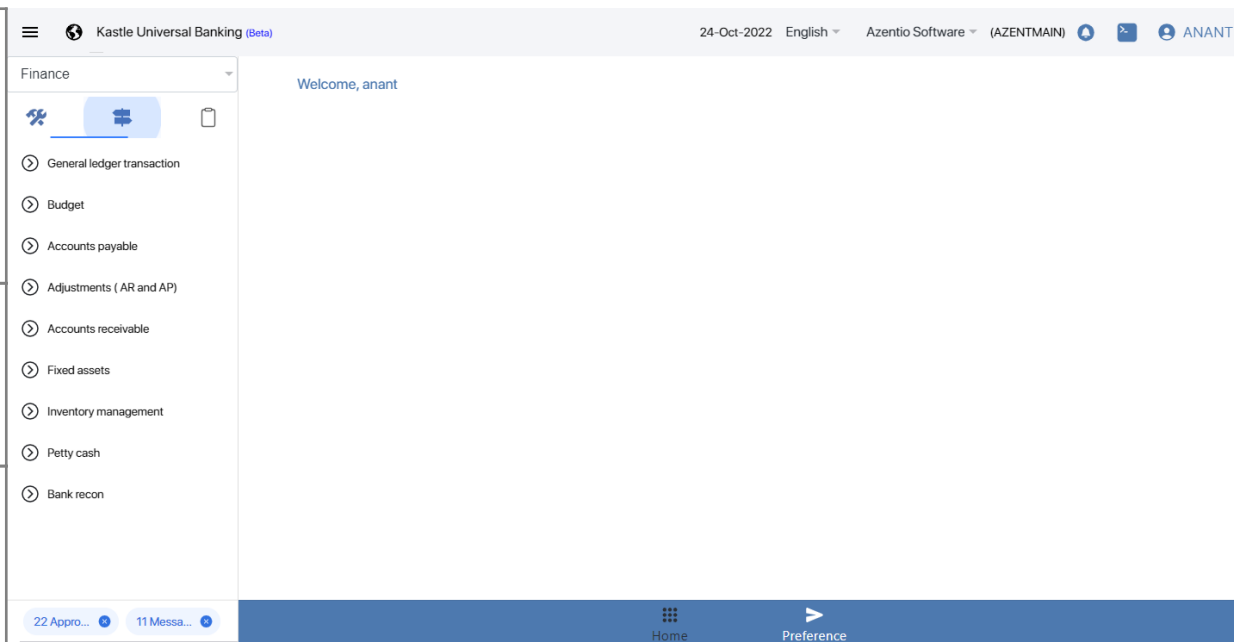 Kastle Universal Banking (Beta) 24-Oct-2022 English Azentio Software (AZENTMAIN) ANANT
Finance
Welcome, anant
General ledger transaction
Budget
Accounts payable
Adjustments ( AR and AP)
Accounts receivable
Fixed assets
Inventory management
Petty cash
Bank recon
22 Appro... 11 Messa...
Home Preference